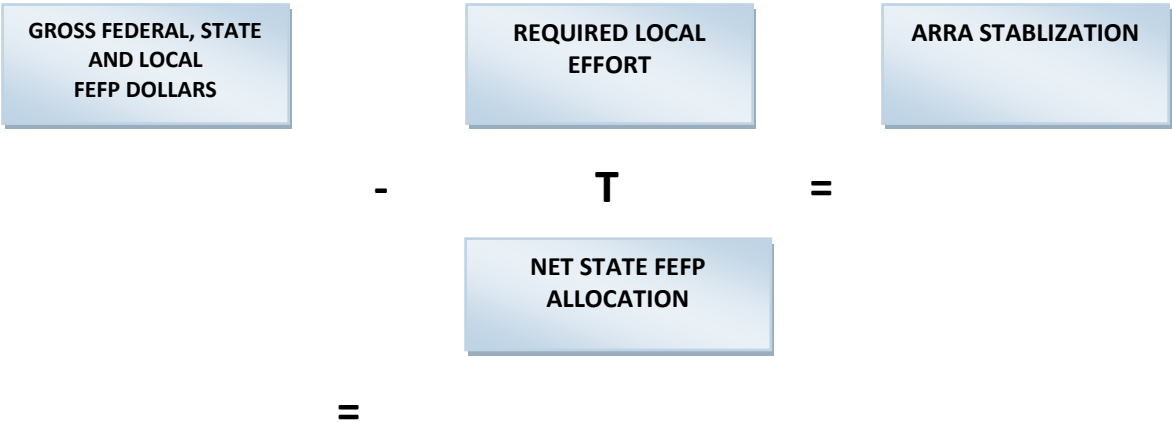 GROSS FEDERAL, STATE
AND LOCAL
FEFP DOLLARS
REQUIRED LOCAL
EFFORT
ARRA STABLIZATION
- T =
NET STATE FEFP
ALLOCATION
=